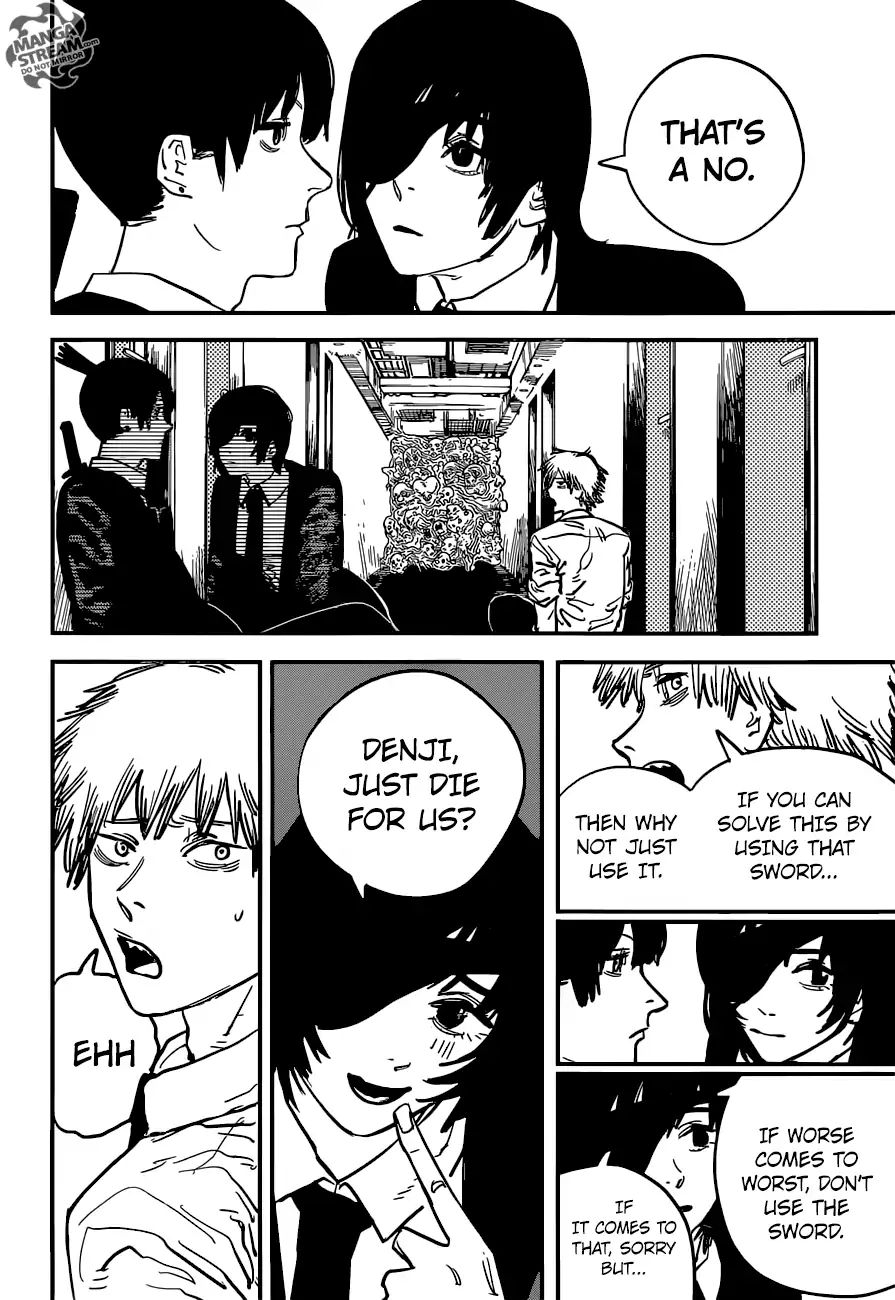 MANGA
STREAM.com
DO NOT MIRROR
THAT'S
A NO.
IF YOU CAN
SOLVE THIS BY
USING THAT
SWORD...
THEN WHY
NOT JUST
USE IT.
IF WORSE
COMES TO
WORST, DON'T
USE THE
SWORD.
IF
IT COMES TO
THAT, SORRY
BUT...
DENJI,
JUST DIE
FOR US?
EHH